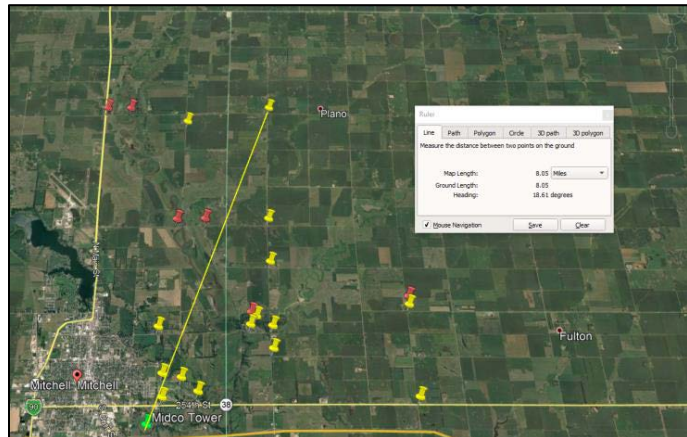 Plano
Ruler
Line Path Polygon Circle 3D path 3D polygon
Measure the distance between two points on the ground
Map Length: 8.05 Miles
Ground Length: 8.05
Heading: 18.61 degrees
Mouse Navigation Save Clear
Fulton
Mitchell Mitchell
254th St
90
38
Midco Tower